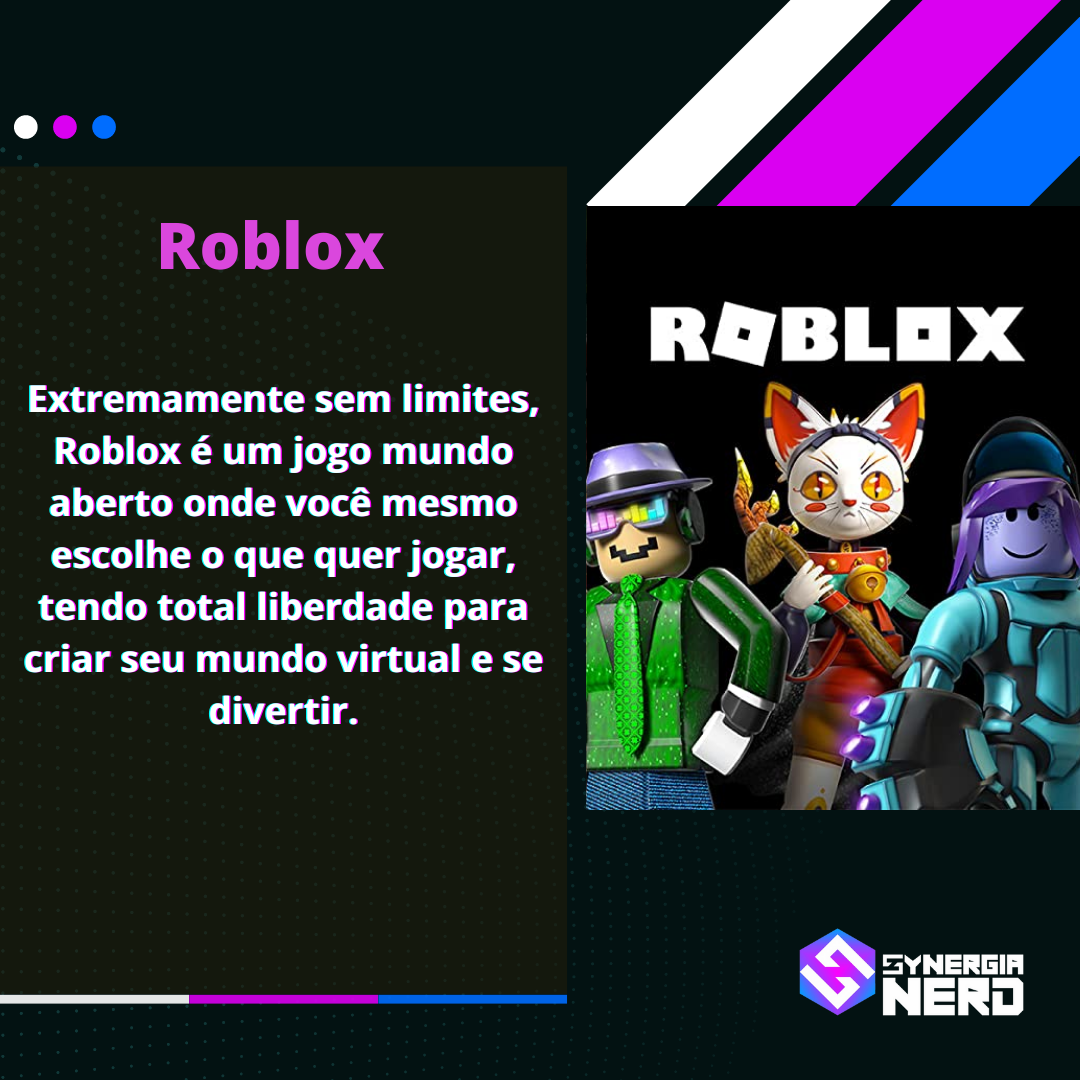 Roblox
Extremamente sem limites,
Roblox é um jogo mundo
aberto onde você mesmo
escolhe o que quer jogar,
tendo total liberdade para
criar seu mundo virtual e se
divertir.
ROBLOX
SYNERGIA
NERD